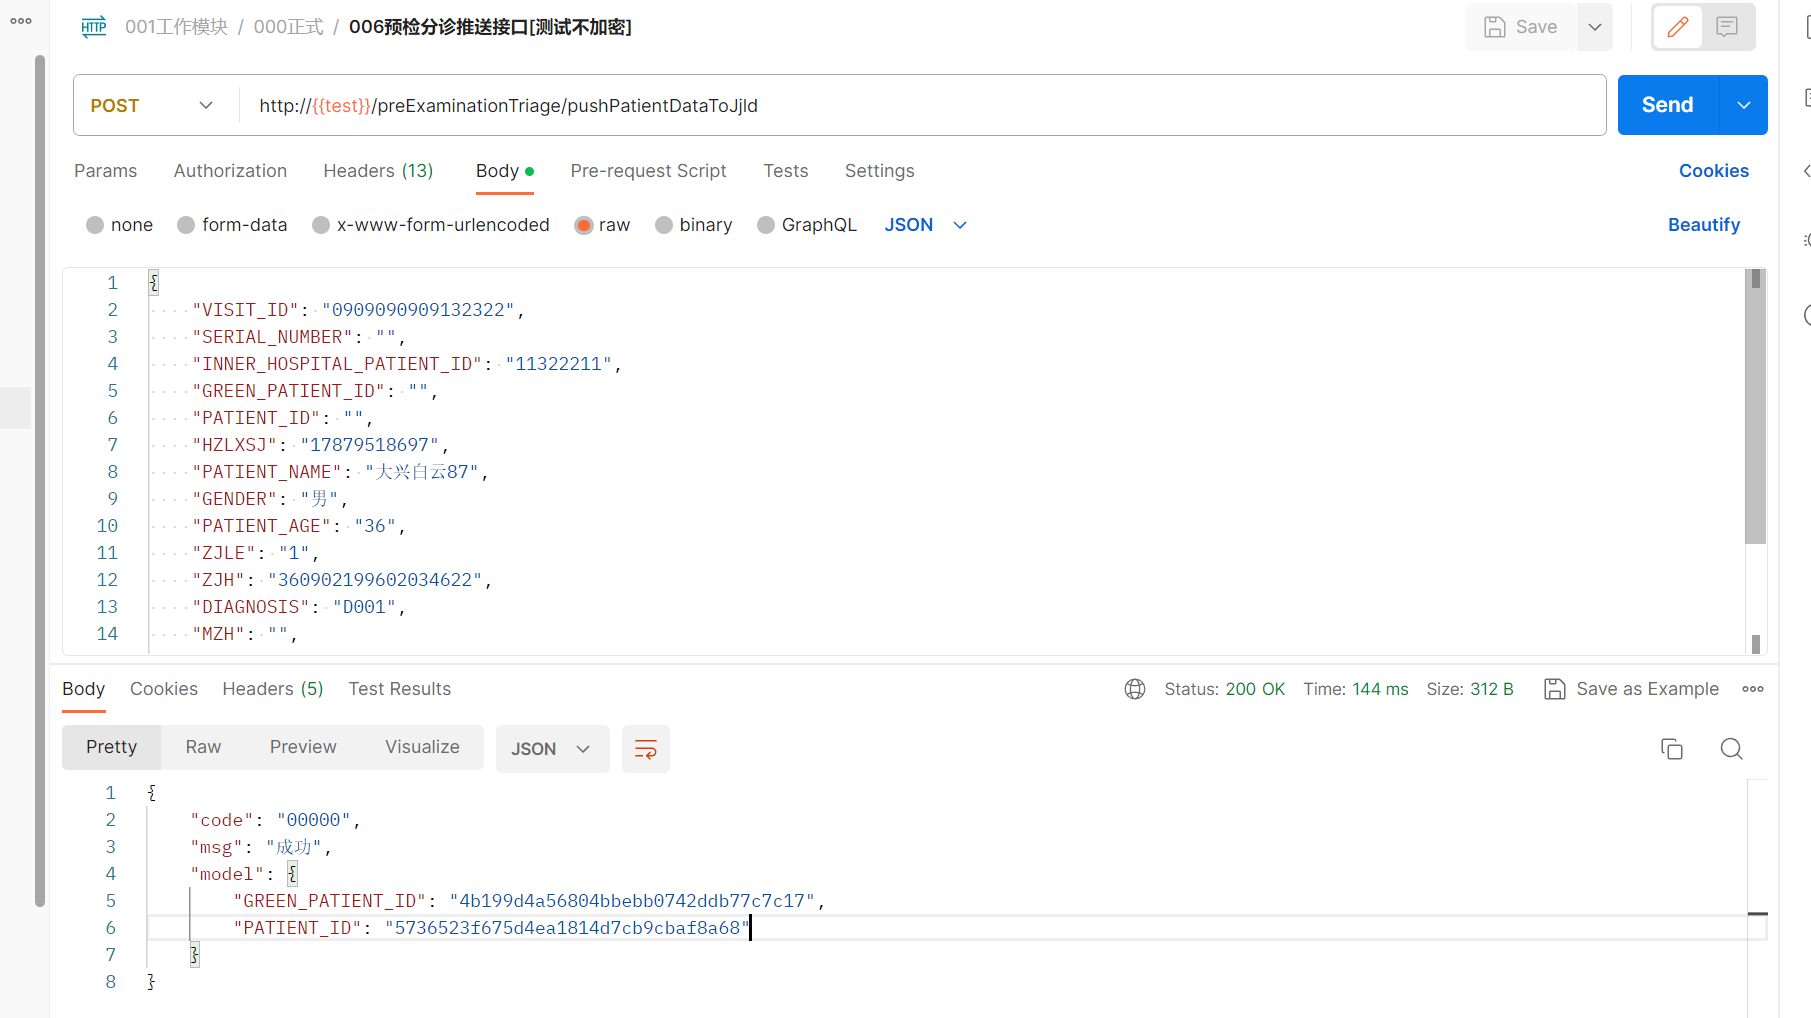 001工作模块 / 000正式 / 006预检分诊推送接口[测试不加密]
Save
POST
http://{{test}}/preExaminationTriage/pushPatientDataToJjld
Send
Params Authorization Headers (13) Body Pre-request Script Tests Settings Cookies
none form-data x-www-form-urlencoded raw binary GraphQL JSON Beautify
1 {
2 "VISIT_ID": "0909090909132322",
3 "SERIAL_NUMBER": "",
4 "INNER_HOSPITAL_PATIENT_ID": "11322211",
5 "GREEN_PATIENT_ID": "",
6 "PATIENT_ID": "",
7 "HZLXSJ": "17879518697",
8 "PATIENT_NAME": "大兴白云87",
9 "GENDER": "男",
10 "PATIENT_AGE": "36",
11 "ZJLE": "1",
12 "ZJH": "360902199602034622",
13 "DIAGNOSIS": "D001",
14 "MZH": "",
Body Cookies Headers (5) Test Results Status: 200 OK Time: 144 ms Size: 312 B Save as Example
Pretty Raw Preview Visualize JSON
1 {
2 "code": "00000",
3 "msg": "成功",
4 "model": {
5 "GREEN_PATIENT_ID": "4b199d4a56804bbebb0742ddb77c7c17",
6 "PATIENT_ID": "5736523f675d4ea1814d7cb9cbaf8a68"
7 }
8 }